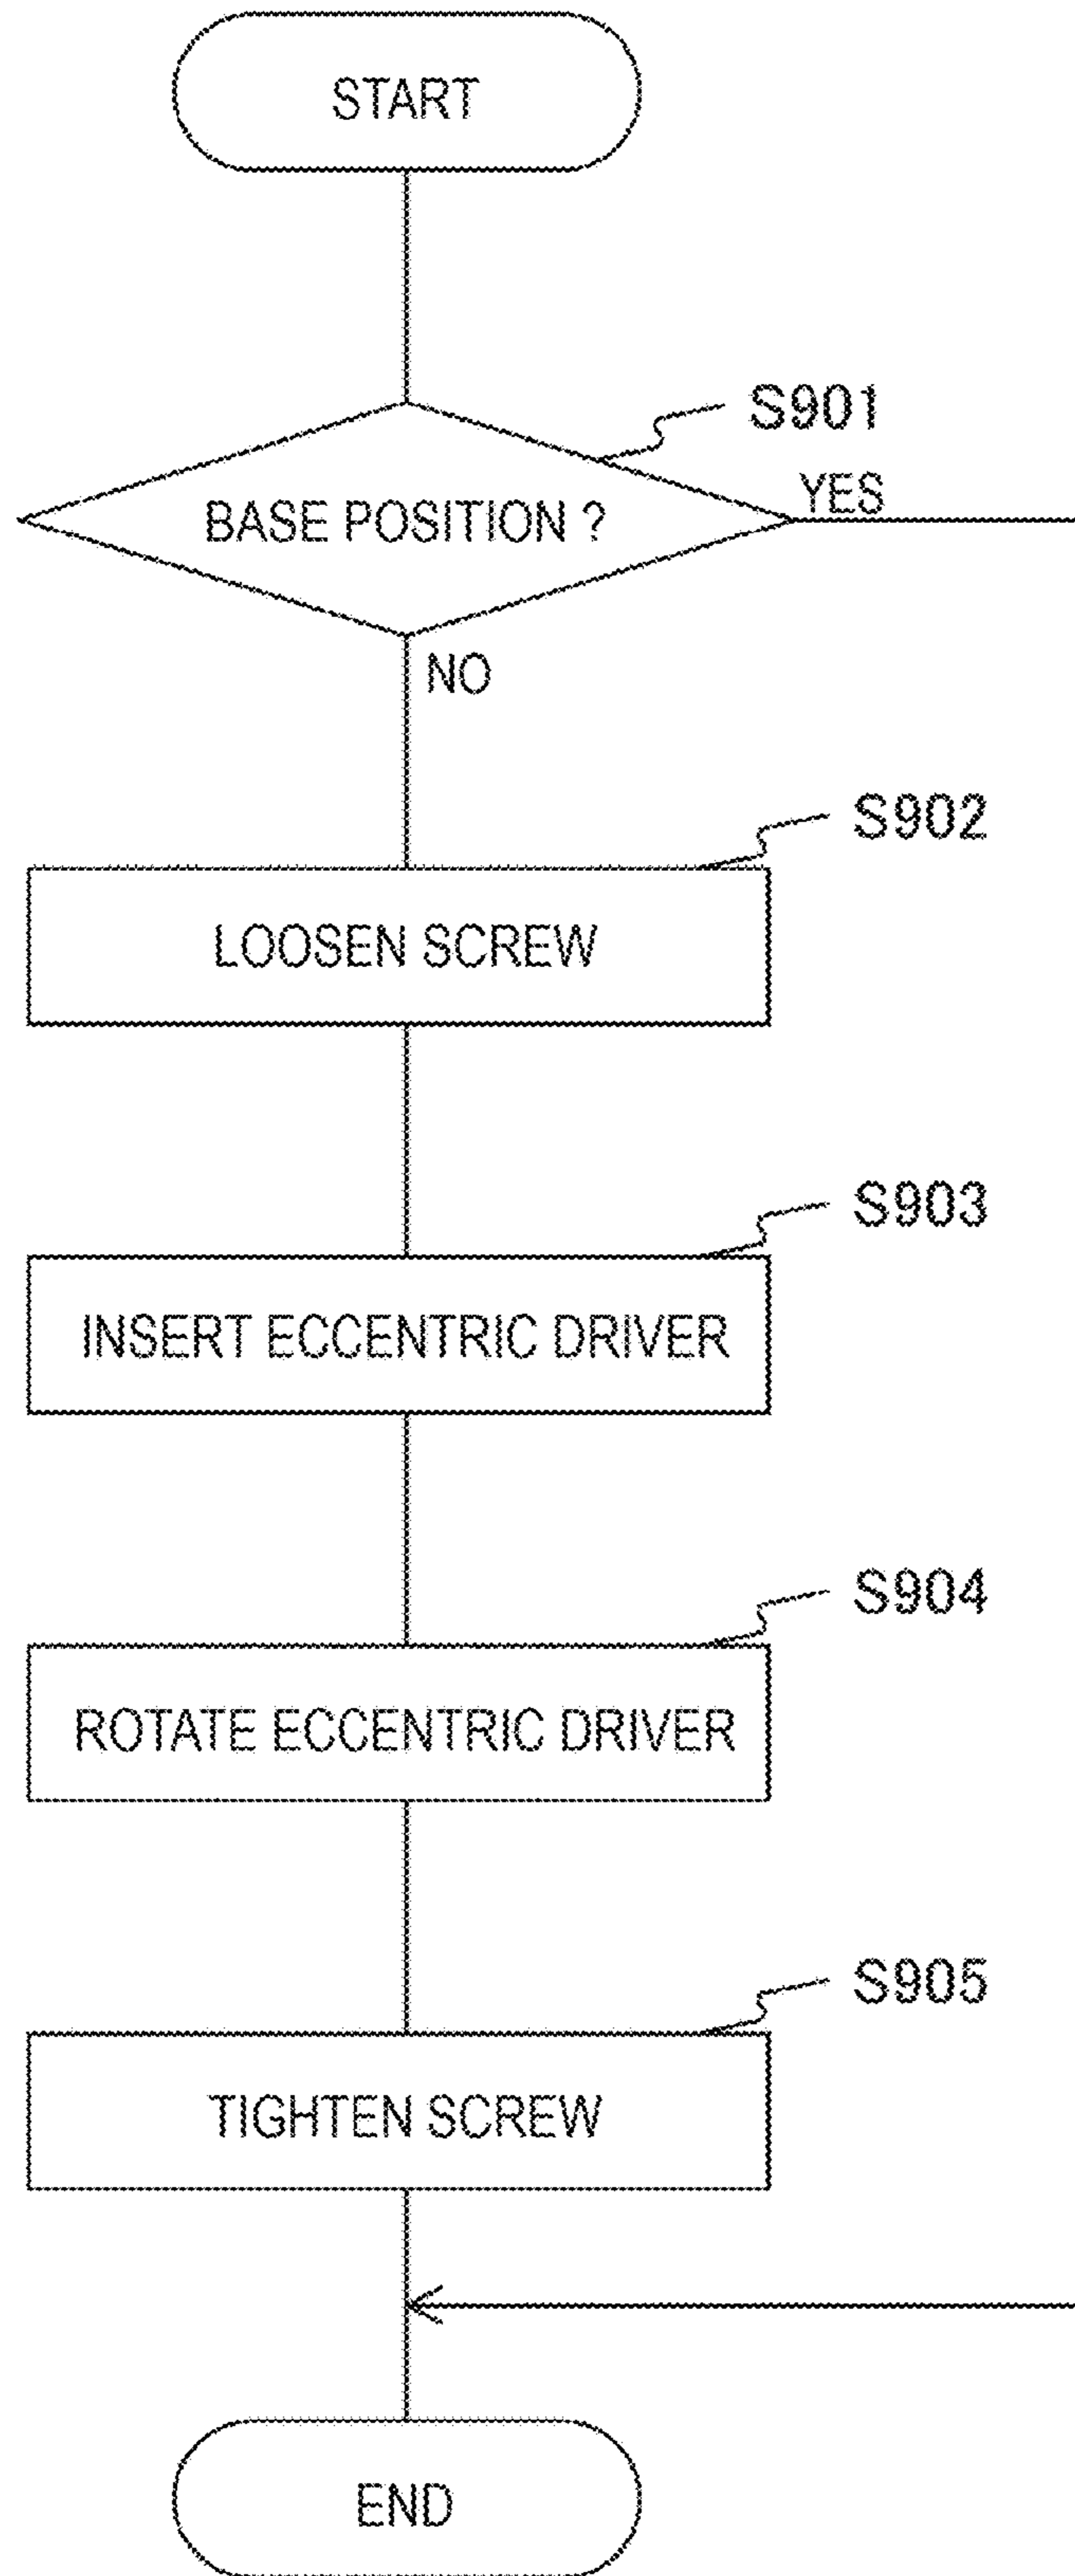 START
S901
BASE POSITION ?
YES
NO
S902
LOOSEN SCREW
S903
INSERT ECCENTRIC DRIVER
S904
ROTATE ECCENTRIC DRIVER
S905
TIGHTEN SCREW
END